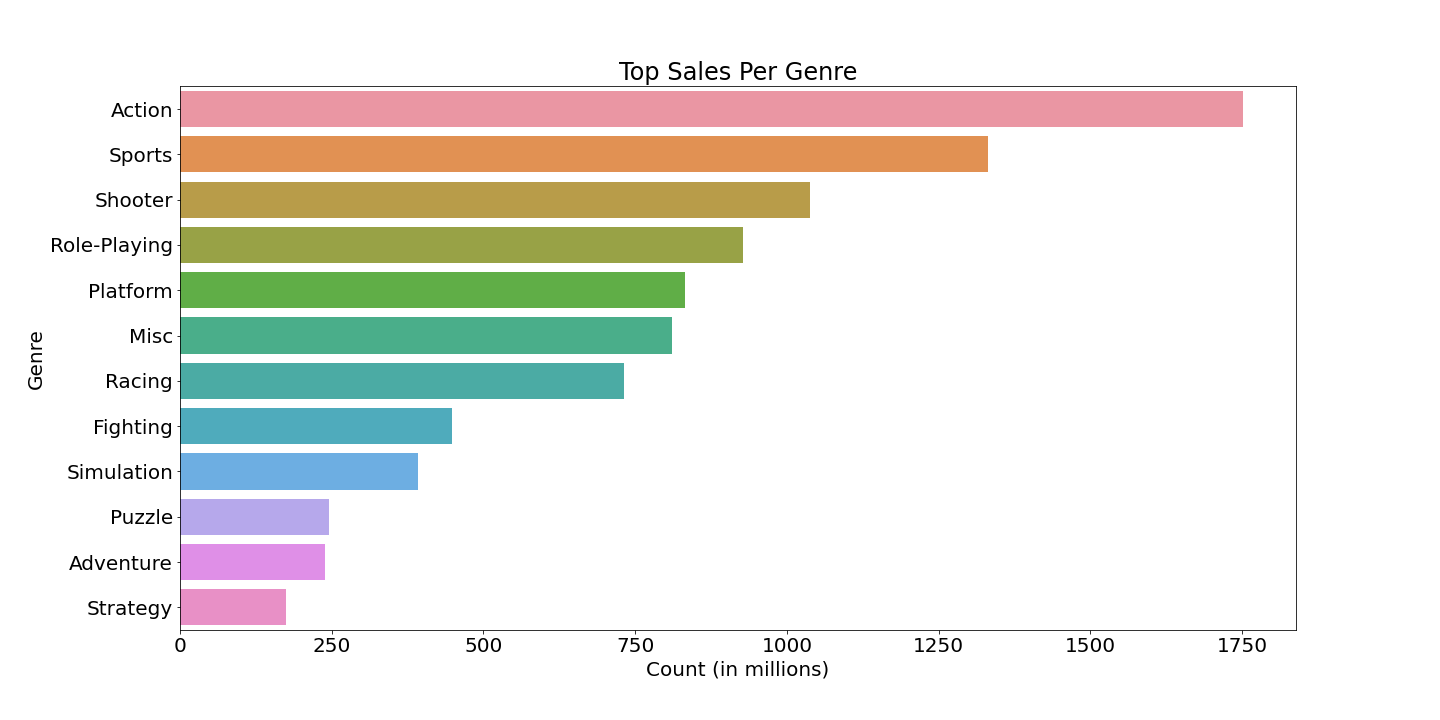 Top Sales Per Genre
Action
Sports
Shooter
Role-Playing
Platform
Misc
Racing
Fighting
Simulation
Puzzle
Adventure
Strategy
Genre
0 250 500 750 1000 1250 1500 1750
Count (in millions)